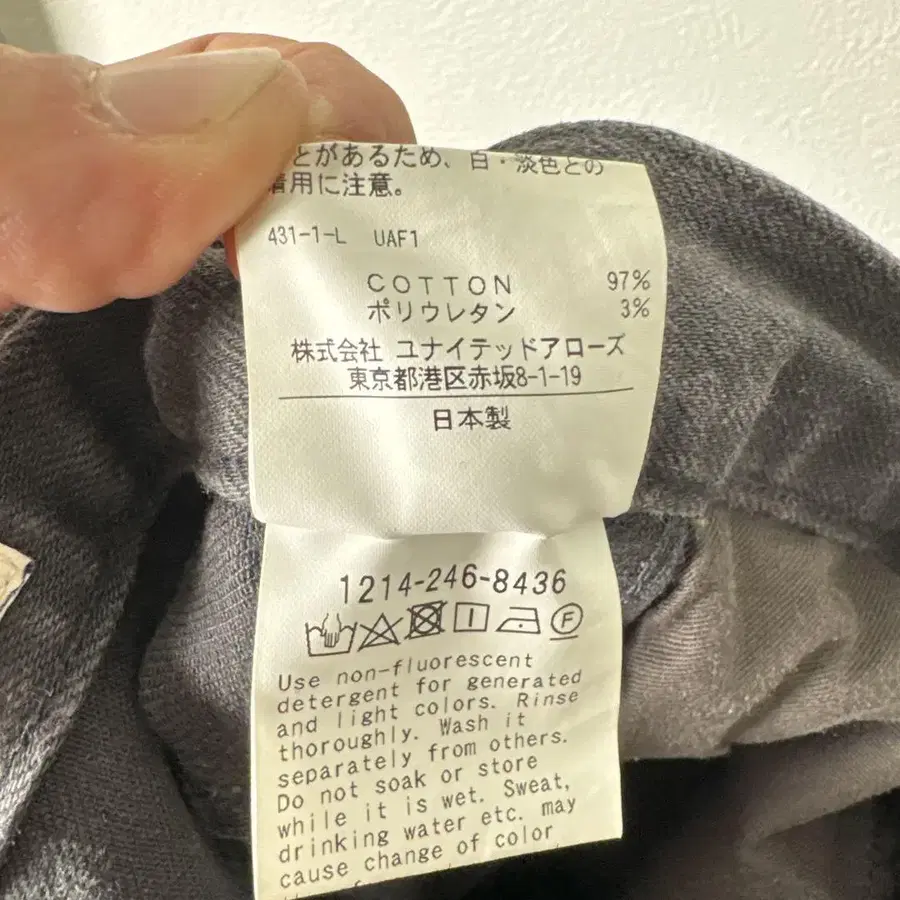 とがあるため、白・淡色との
着用に注意。
431-1-L UAF1
COTTON 97%
ポリウレタン 3%
株式会社 ユナイテッドアローズ
東京都港区赤坂8-1-19
日本製
1214-246-8436
F
Use non-fluorescent
detergent for generated
and light colors. Rinse
thoroughly. Wash it
separately from others.
Do not soak or store
while it is wet. Sweat,
drinking water etc. may
cause change of color